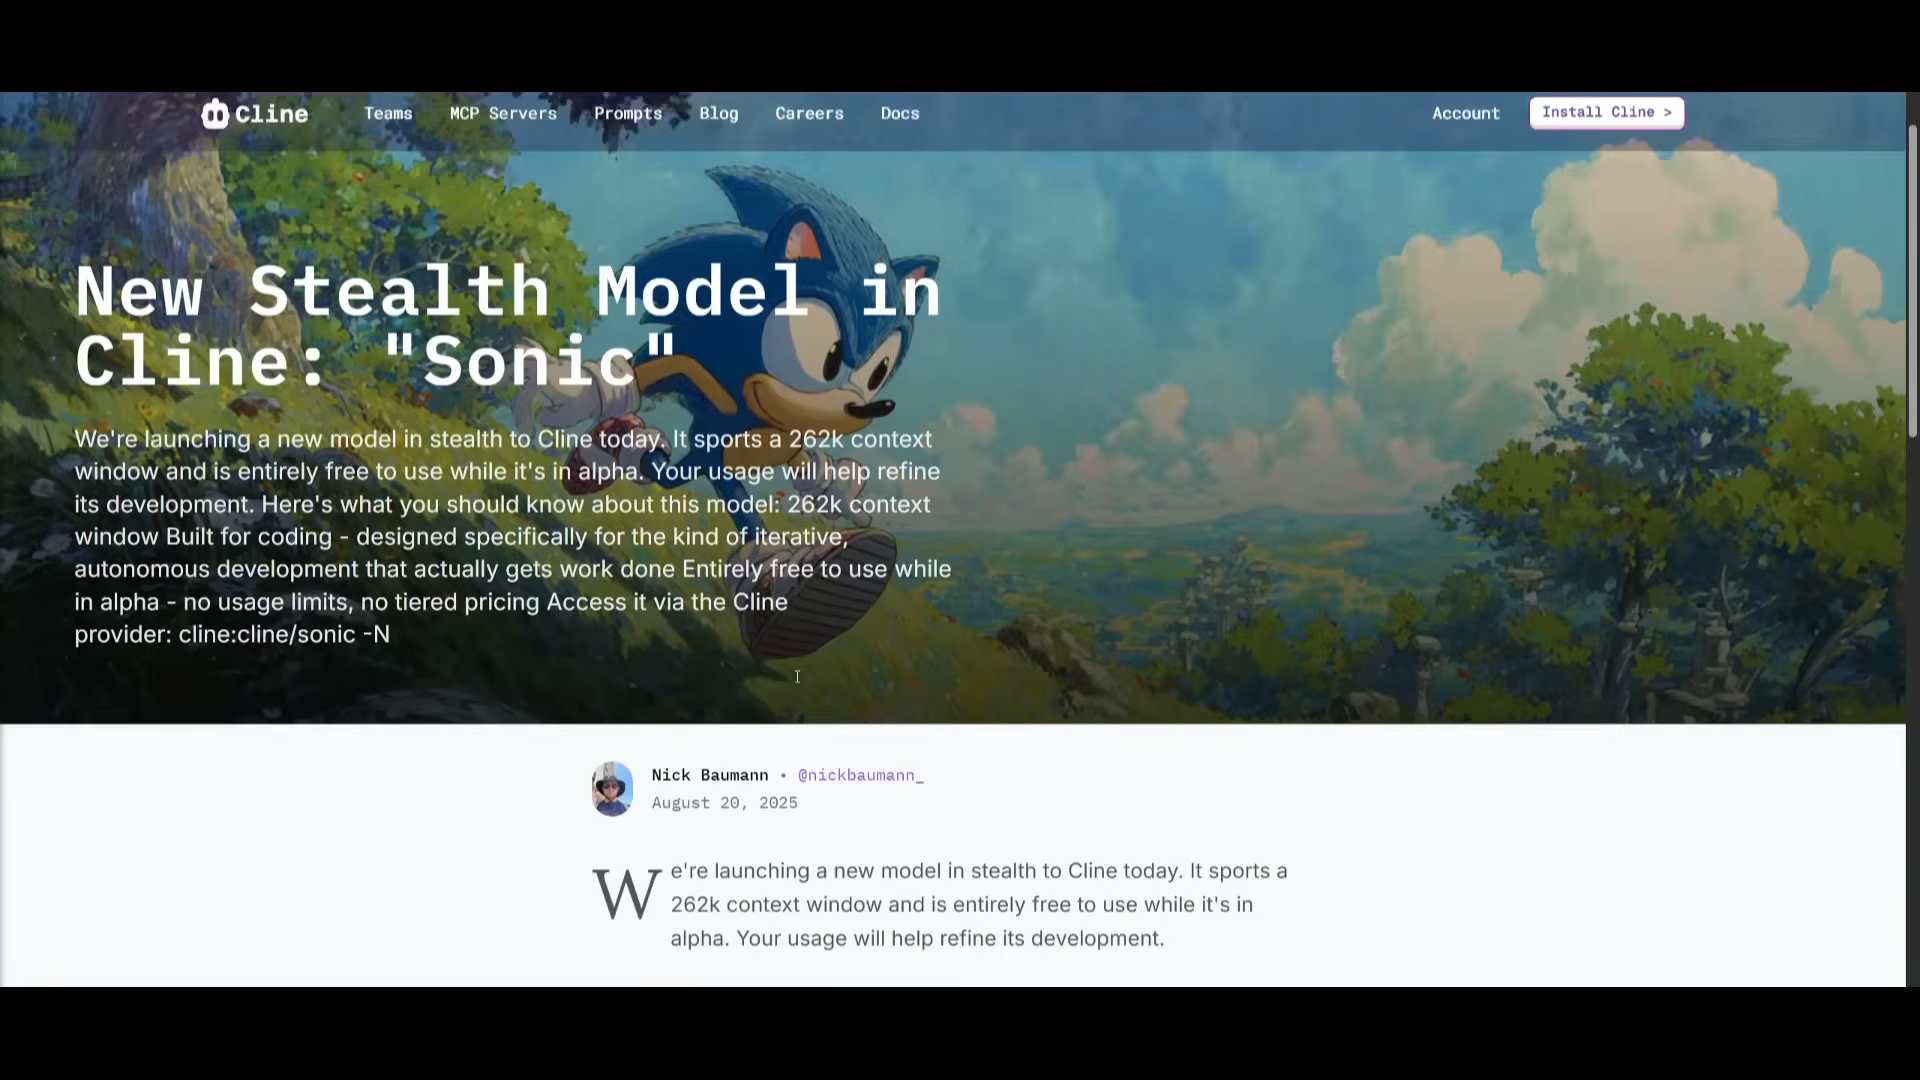 Cline
Teams
MCP Servers
Prompts
Blog
Careers
Docs
Account
Install Cline >
New Stealth Model in
Cline: "Sonic"
We're launching a new model in stealth to Cline today. It sports a 262k context
window and is entirely free to use while it's in alpha. Your usage will help refine
its development. Here's what you should know about this model: 262k context
window Built for coding - designed specifically for the kind of iterative,
autonomous development that actually gets work done Entirely free to use while
in alpha - no usage limits, no tiered pricing Access it via the Cline
provider: cline:cline/sonic -N
Nick Baumann • @nickbaumann_
August 20, 2025
We're launching a new model in stealth to Cline today. It sports a
262k context window and is entirely free to use while it's in
alpha. Your usage will help refine its development.